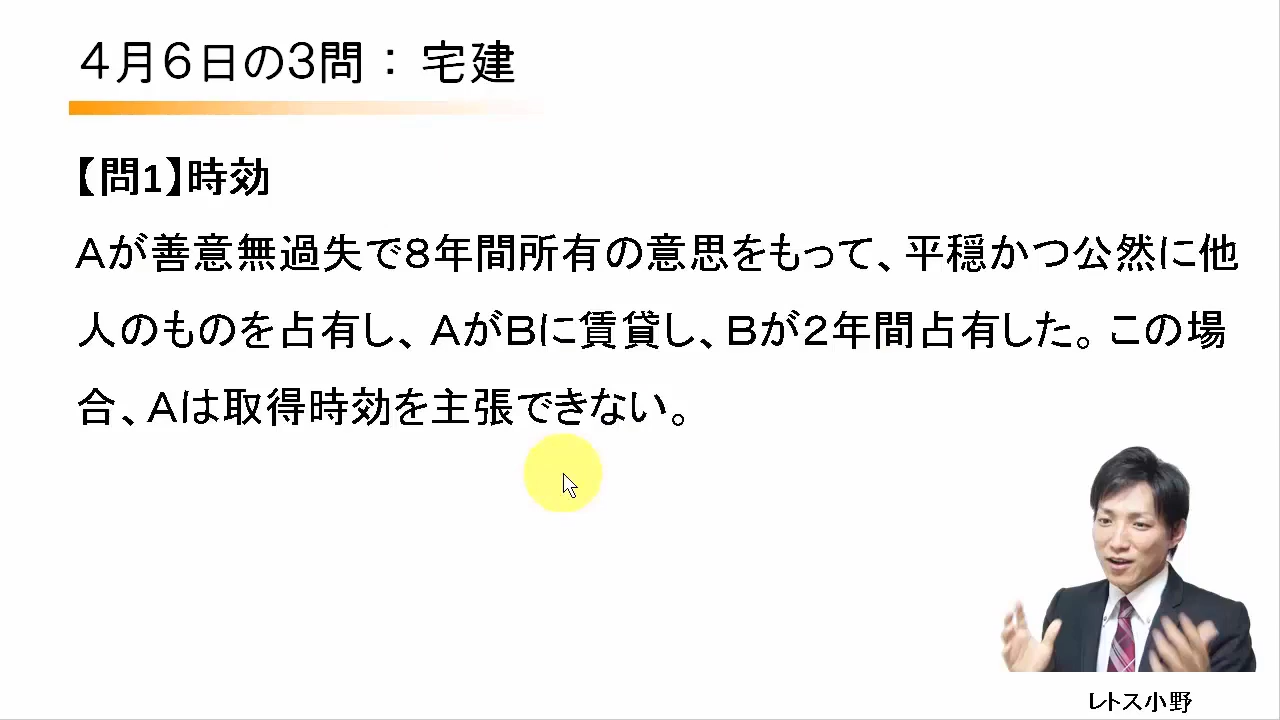 ４月６日の３問：宅建
【問1】時効
Ａが善意無過失で８年間所有の意思をもって、平穏かつ公然に他
人のものを占有し、ＡがＢに賃貸し、Ｂが２年間占有した。この場
合、Ａは取得時効を主張できない。
レトス小野